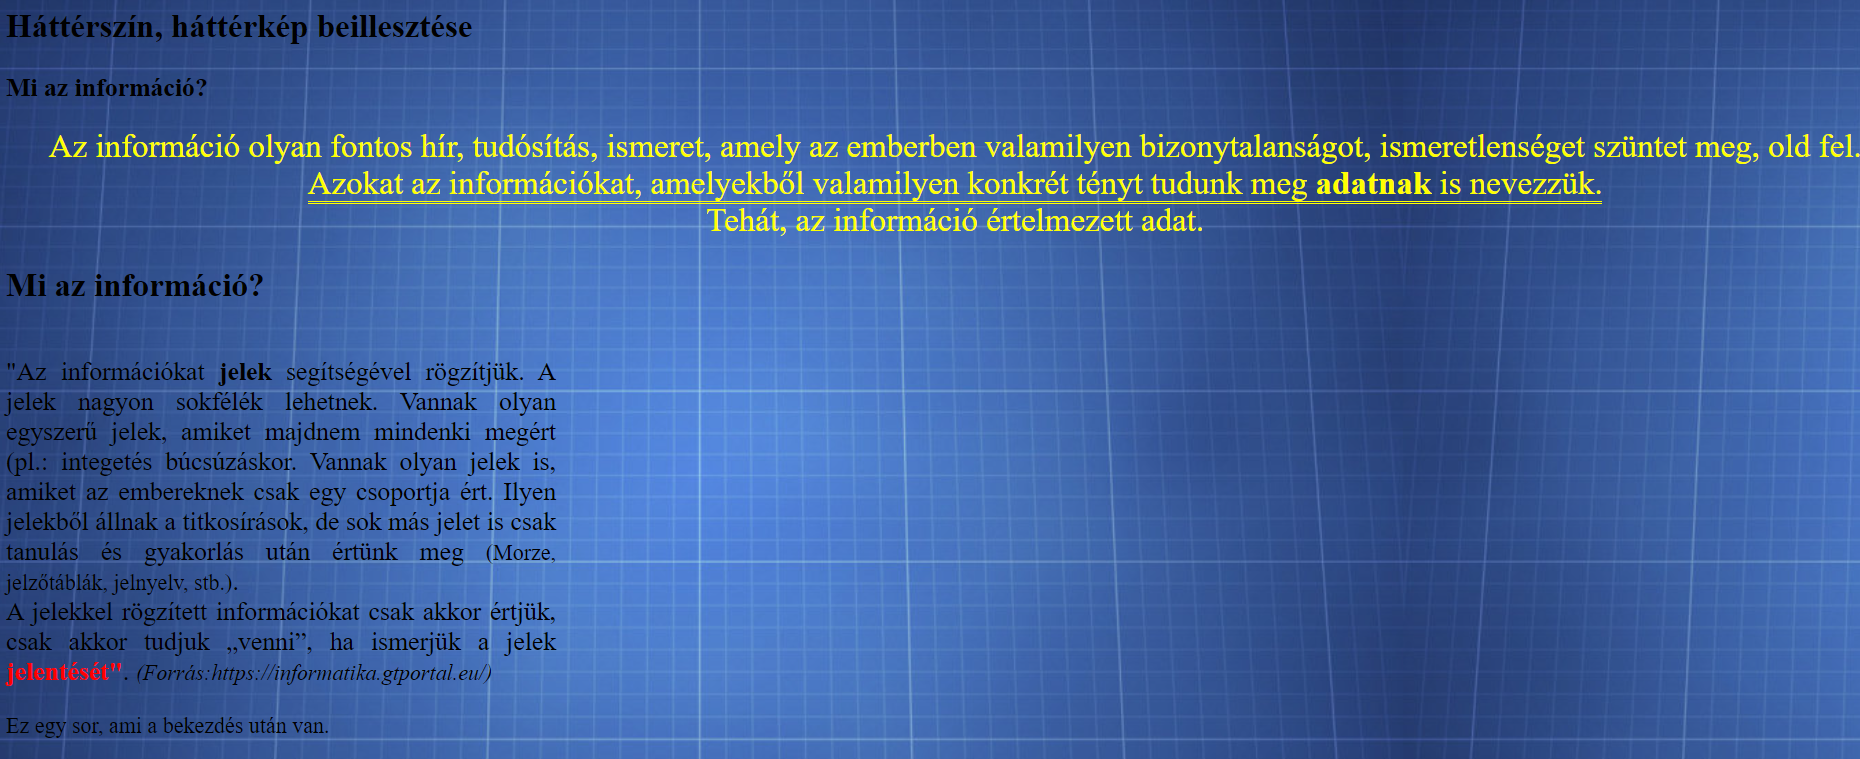 Háttérszín, háttérkép beillesztése
Mi az információ?
Az információ olyan fontos hír, tudósítás, ismeret, amely az emberben valamilyen bizonytalanságot, ismeretlenséget szüntet meg, old fel.
Azokat az információkat, amelyekből valamilyen konkrét tényt tudunk meg adatnak is nevezzük.
Tehát, az információ értelmezett adat.
Mi az információ?
"Az információkat jelek segítségével rögzítjük. A
jelek nagyon sokfélék lehetnek. Vannak olyan
egyszerű jelek, amiket majdnem mindenki megért
(pl.: integetés búcsúzáskor. Vannak olyan jelek is,
amiket az embereknek csak egy csoportja ért. Ilyen
jelekből állnak a titkosírások, de sok más jelet is csak
tanulás és gyakorlás után értünk meg (Morze,
jelzőtáblák, jelnyelv, stb.).
A jelekkel rögzített információkat csak akkor értjük,
csak akkor tudjuk „venni”, ha ismerjük a jelek
jelentését". (Forrás:https://informatika.gtportal.eu/)
Ez egy sor, ami a bekezdés után van.